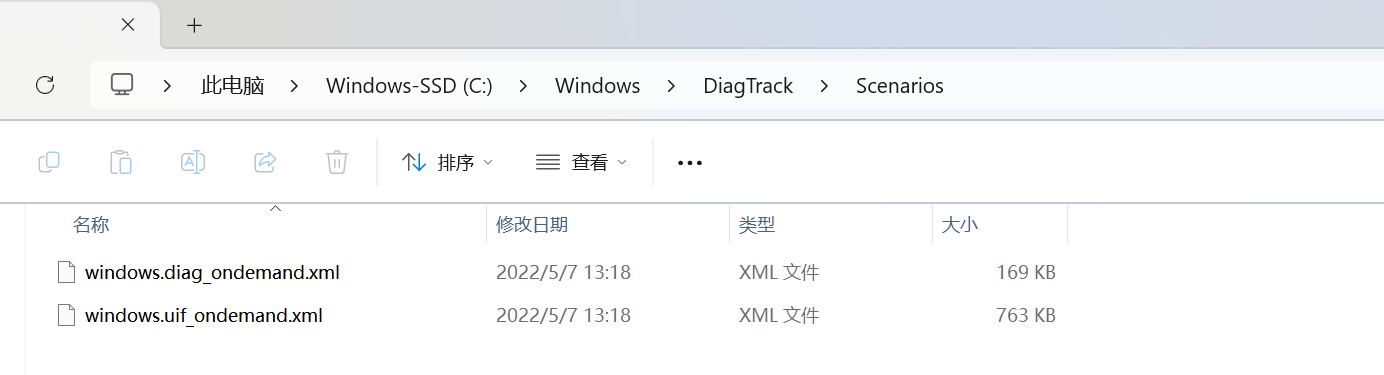 此电脑 Windows-SSD (C:) Windows DiagTrack Scenarios
排序 查看
名称 修改日期 类型 大小
windows.diag_ondemand.xml 2022/5/7 13:18 XML 文件 169 KB
windows.uif_ondemand.xml 2022/5/7 13:18 XML 文件 763 KB